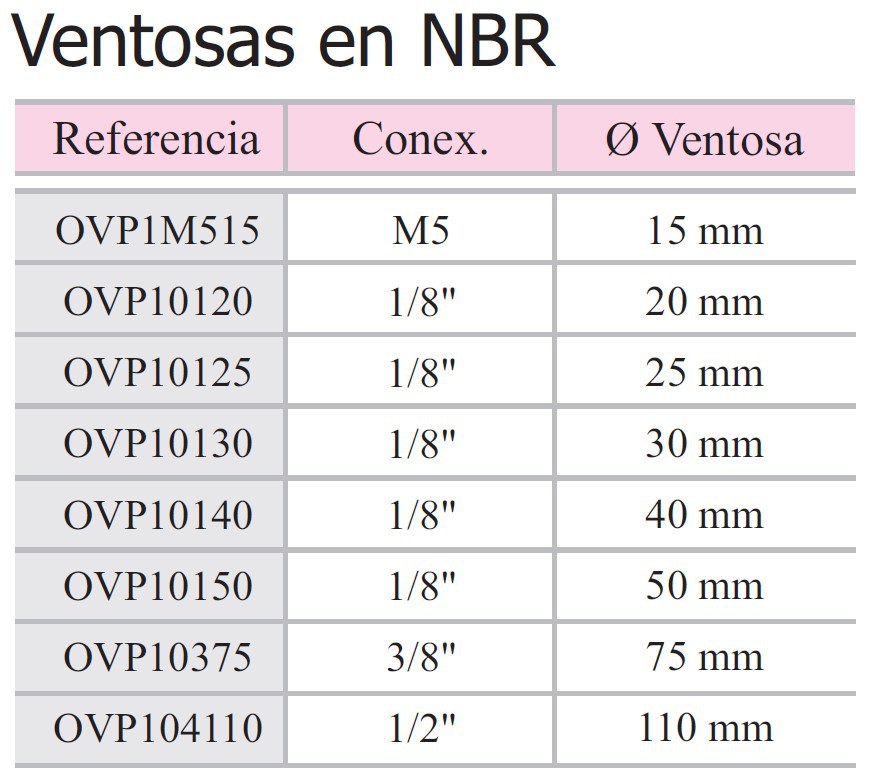 Ventosas en NBR
Referencia Conex. Ø Ventosa
OVP1M515 M5 15 mm
OVP10120 1/8" 20 mm
OVP10125 1/8" 25 mm
OVP10130 1/8" 30 mm
OVP10140 1/8" 40 mm
OVP10150 1/8" 50 mm
OVP10375 3/8" 75 mm
OVP104110 1/2" 110 mm